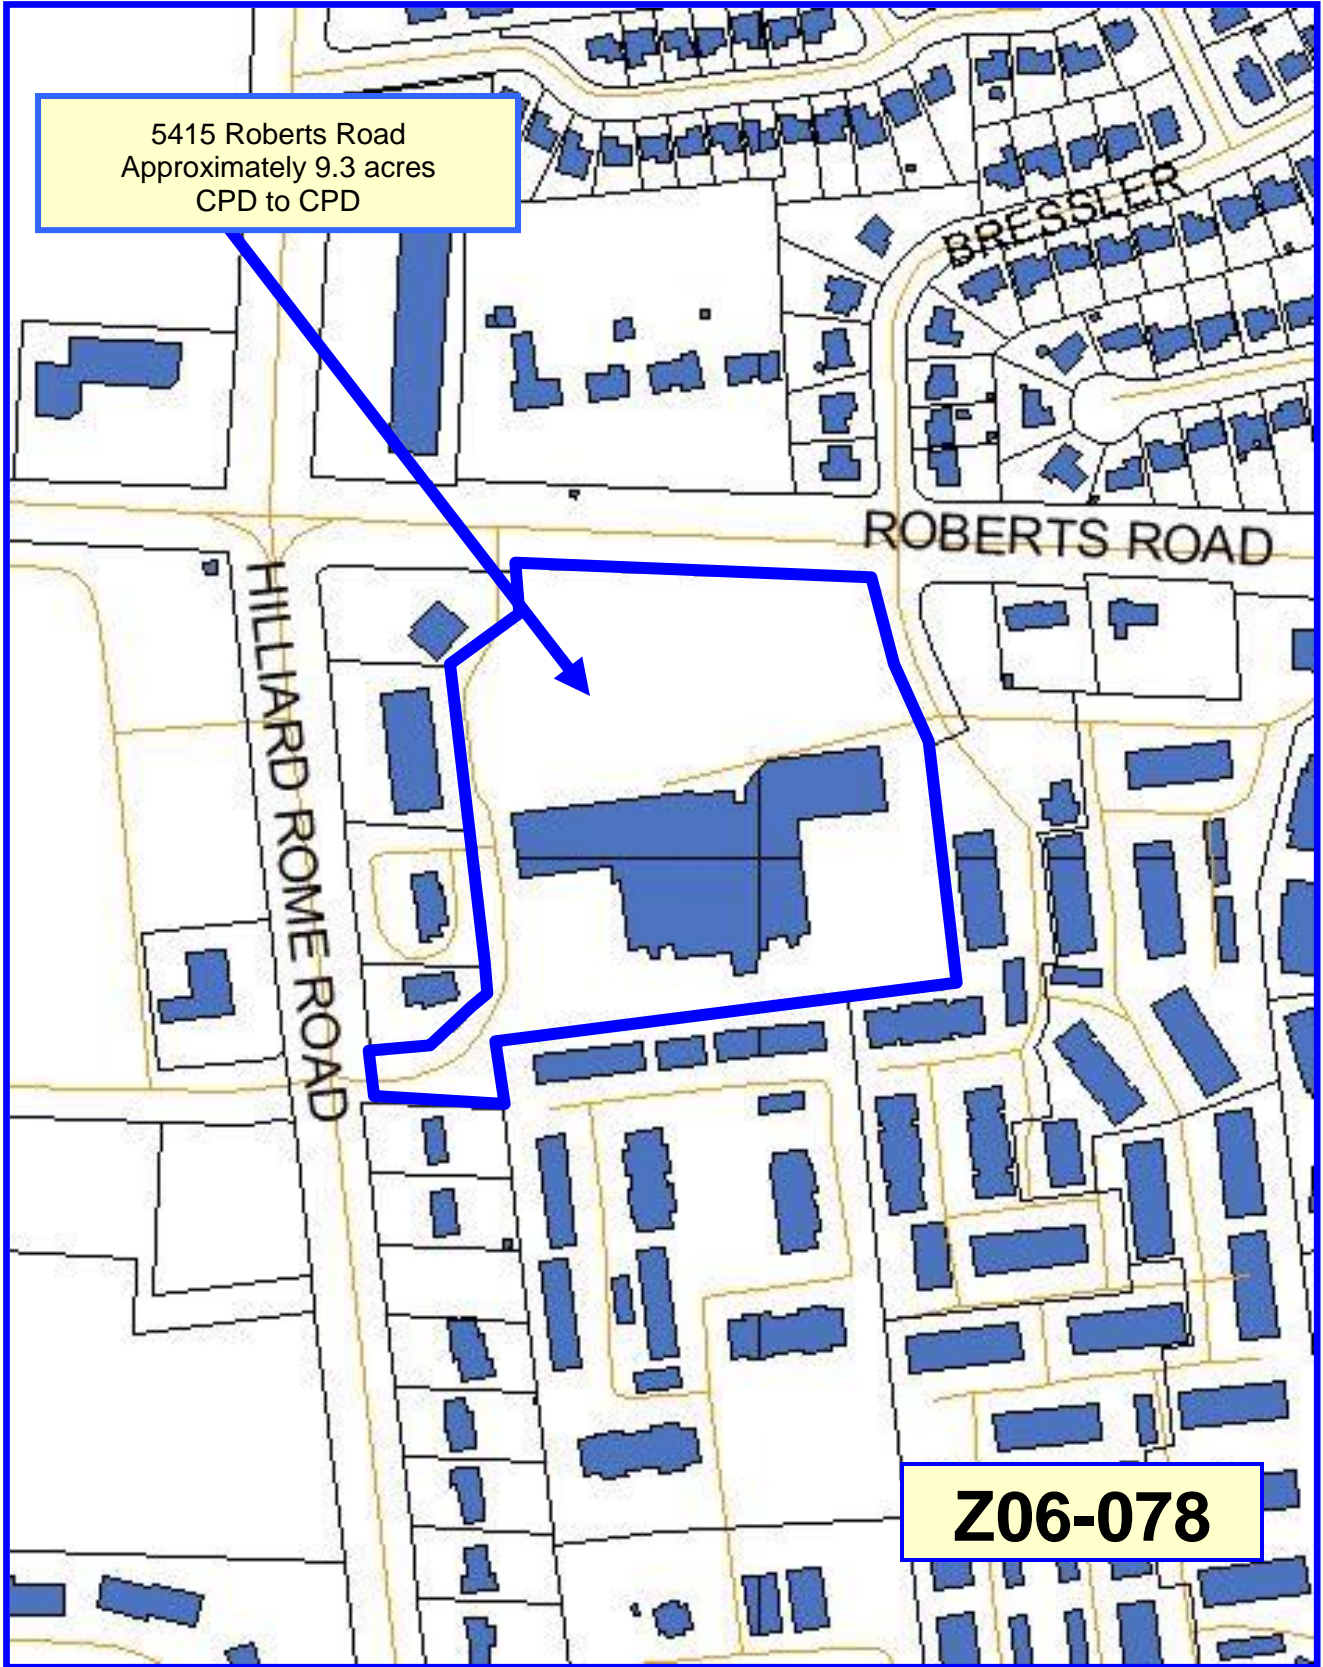 5415 Roberts Road
Approximately 9.3 acres
CPD to CPD
BRESSLER
ROBERTS ROAD
HILLIARD ROME ROAD
Z06-078